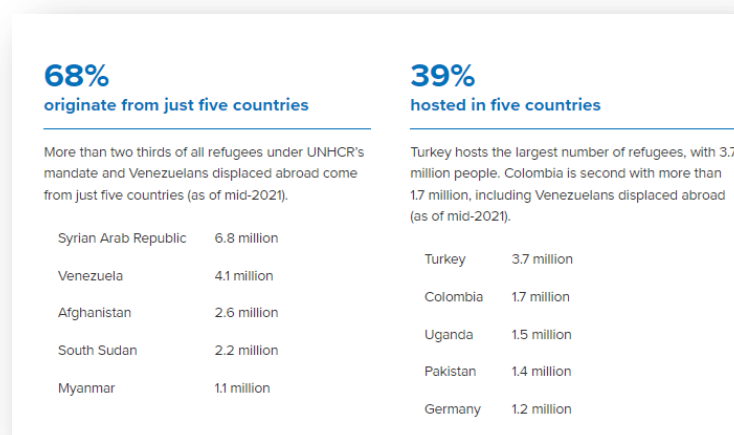 68%
originate from just five countries
More than two thirds of all refugees under UNHCR's
mandate and Venezuelans displaced abroad come
from just five countries (as of mid-2021).
Syrian Arab Republic 6.8 million
Venezuela 4.1 million
Afghanistan 2.6 million
South Sudan 2.2 million
Myanmar 1.1 million
39%
hosted in five countries
Turkey hosts the largest number of refugees, with 3.7
million people. Colombia is second with more than
1.7 million, including Venezuelans displaced abroad
(as of mid-2021).
Turkey 3.7 million
Colombia 1.7 million
Uganda 1.5 million
Pakistan 1.4 million
Germany 1.2 million